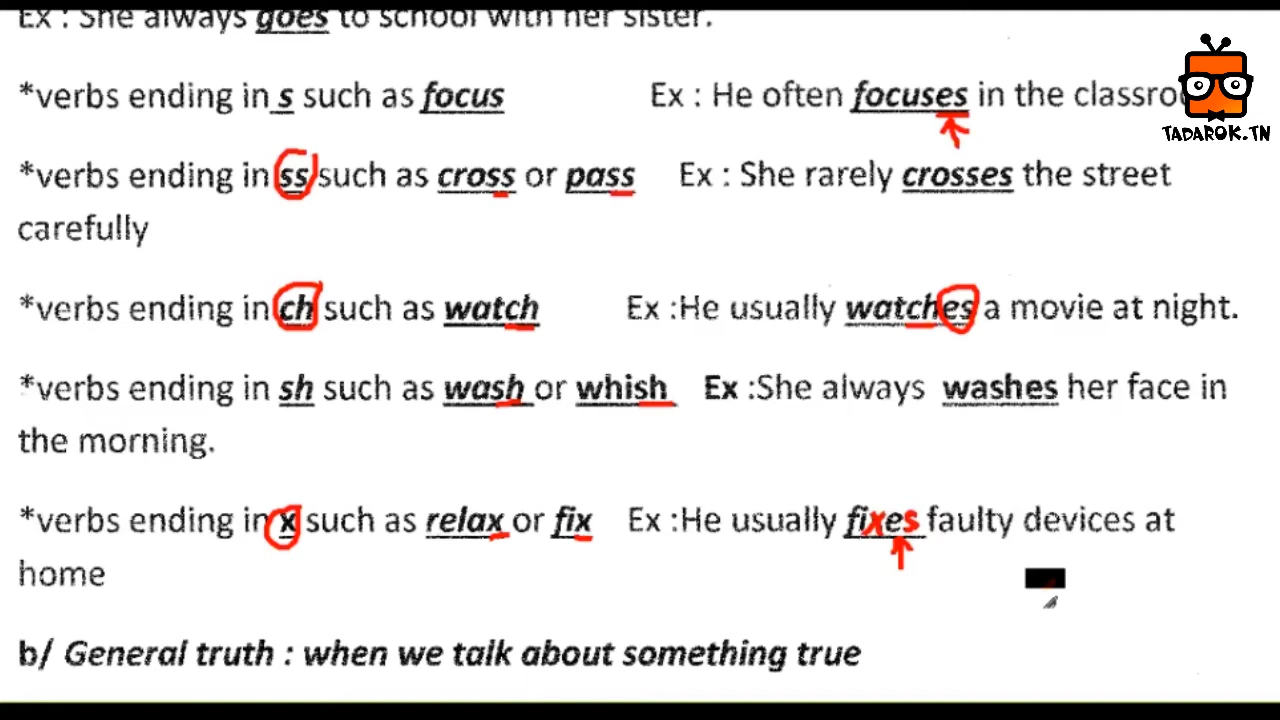 Ex : She always goes to school with her sister.
*verbs ending in s such as focus Ex : He often focuses in the
TADAROK.TN
*verbs ending in ss such as cross or pass Ex : She rarely crosses the street
carefully
*verbs ending in ch such as watch Ex :He usually watches a movie at night.
*verbs ending in sh such as wash or whish Ex :She always washes her face in
the morning.
*verbs ending in x such as relax or fix Ex :He usually fixes faulty devices at
home
b/ General truth : when we talk about something true